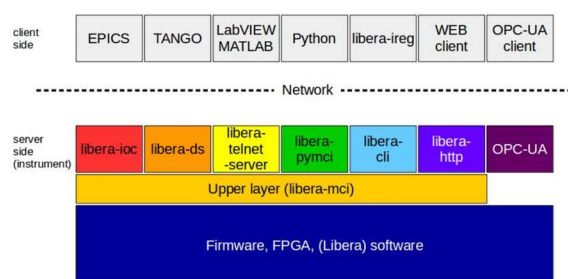 client
side
EPICS
TANGO
LabVIEW
MATLAB
Python
libera-ireg
WEB
client
OPC-UA
client
Network
server
side
(instrument)
libera-ioc
libera-ds
libera-
telnet
-server
libera-
pymci
libera-
cli
libera-
http
OPC-UA
Upper layer (libera-mci)
Firmware, FPGA, (Libera) software